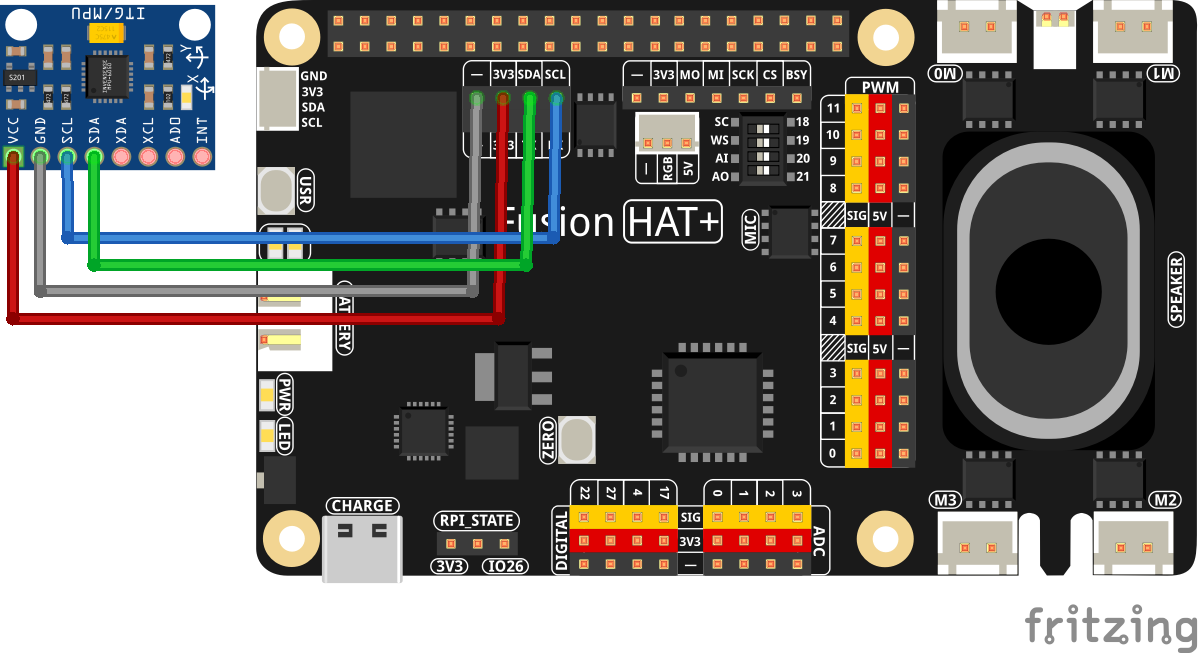 ITG/MPU
S201
Y
X
VCC
GND
SCL
SDA
XDA
XCL
ADO
INT
GND
3V3
SDA
SCL
— 3V3 SDA SCL
— 3V3 MO MI SCK CS BSY
SC 18
WS 19
AI 20
AO 21
— RGB 5V
USR
BATTERY
Fusion HAT+
MIC
PWM
11
10
9
8
SIG 5V —
7
6
5
4
SIG 5V —
3
2
1
0
M0
M1
SPEAKER
PWR
LED
ZERO
CHARGE
RPI_STATE
3V3 IO26
22 27 4 17
0 1 2 3
DIGITAL
SIG
3V3
—
ADC
M3
M2
fritzing